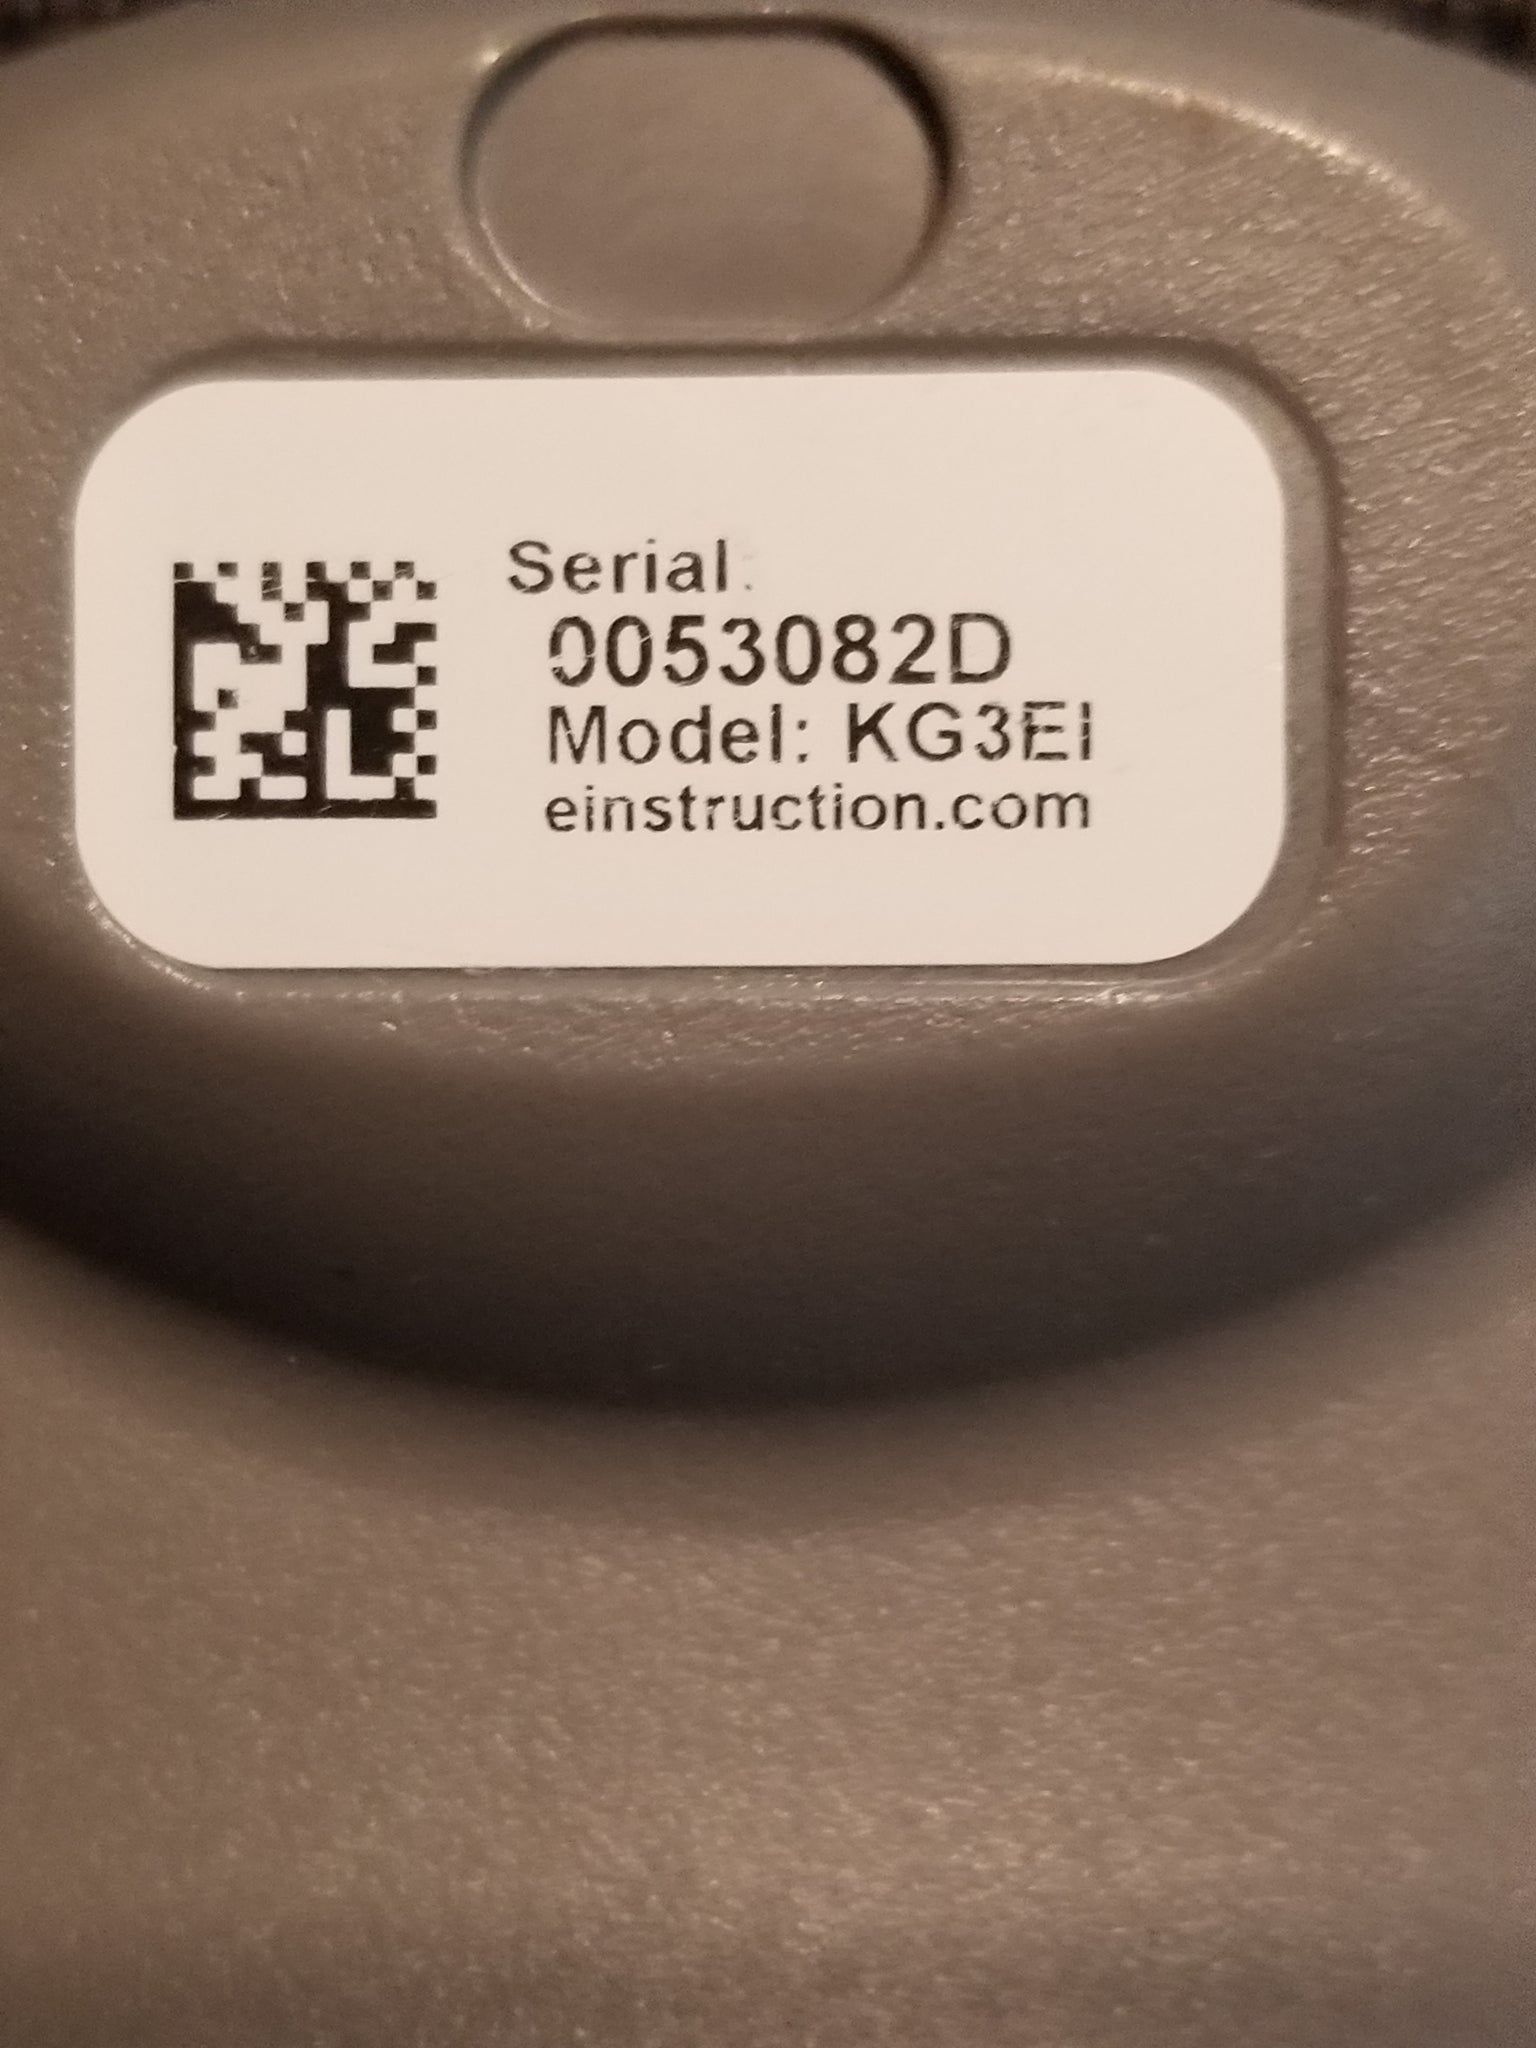 Serial:
0053082D
Model: KG3EI
einstruction.com